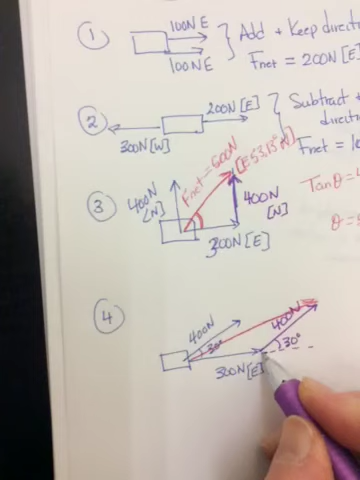 1
100N E
100N E
Add + Keep directi
Fnet = 200N [E]
2
200N [E]
300N [W]
Subtract +
directi
Fnet =
3
400N
[N]
Fnet = 500N
[E 53.13° N]
400N
[N]
300N [E]
Tanθ =
θ =
4
400N
30°
400N
30°
300N [E]